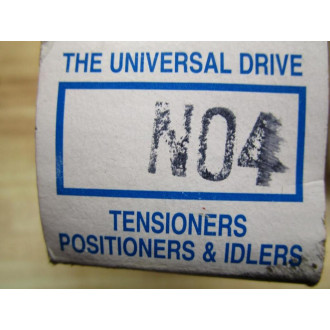 THE UNIVERSAL DRIVE
N04
TENSIONERS
POSITIONERS & IDLERS